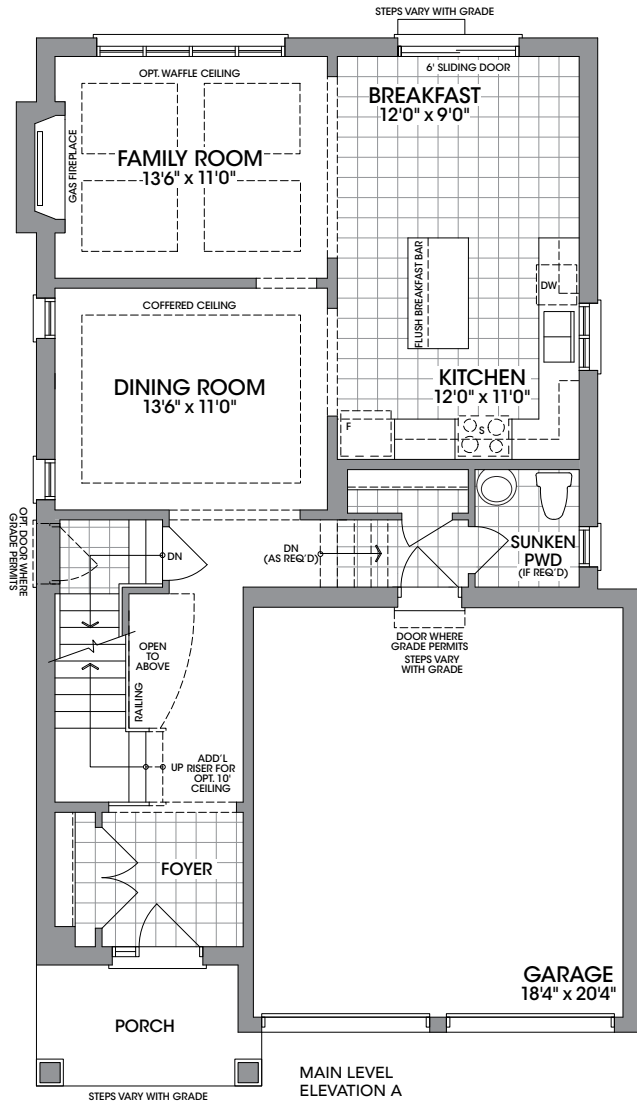 STEPS VARY WITH GRADE
6' SLIDING DOOR
OPT. WAFFLE CEILING
BREAKFAST
12'0" x 9'0"
GAS FIREPLACE
FAMILY ROOM
13'6" x 11'0"
FLUSH BREAKFAST BAR
DW
COFFERED CEILING
DINING ROOM
13'6" x 11'0"
KITCHEN
12'0" x 11'0"
F
S
OPT. DOOR WHERE
GRADE PERMITS
DN
DN
(AS REQ'D)
SUNKEN
PWD
(IF REQ'D)
OPEN
TO
ABOVE
RAILING
DOOR WHERE
GRADE PERMITS
STEPS VARY
WITH GRADE
ADD'L
UP RISER FOR
OPT. 10'
CEILING
FOYER
GARAGE
18'4" x 20'4"
PORCH
STEPS VARY WITH GRADE
MAIN LEVEL
ELEVATION A